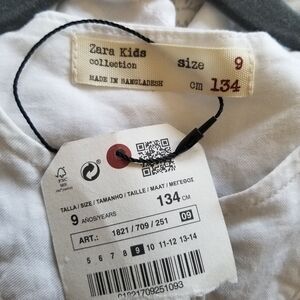 Zara Kids
collection
size 9
MADE IN BANGLADESH
cm 134
FSC
TALLA / SIZE / TAMANHO / TAILLE / MAAT / ΜΕΓΕΘΟΣ
9 AÑOS/YEARS 134 CM
ART.: 1821 / 709 / 251 09
5 6 7 8 9 10 11-12 13-14
01821709251093